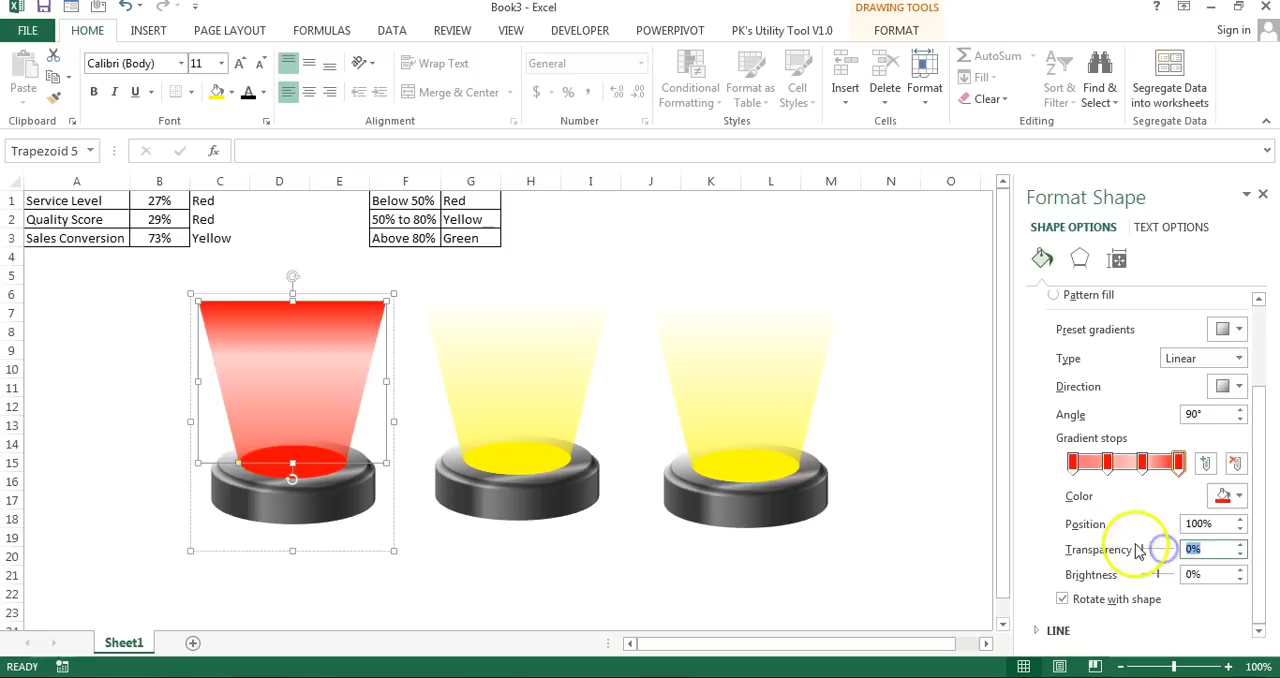 Book3 - Excel
DRAWING TOOLS
?
FILE HOME INSERT PAGE LAYOUT FORMULAS DATA REVIEW VIEW DEVELOPER POWERPIVOT PK's Utility Tool V1.0 FORMAT Sign in
Calibri (Body) 11 A A Wrap Text General AutoSum
Paste B I U A Merge & Center $ % , Conditional Format as Cell Insert Delete Format Fill Sort & Find & Segregate Data
Formatting Table Styles Clear Filter Select into worksheets
Clipboard Font Alignment Number Styles Cells Editing Segregate Data
Trapezoid 5 fx
A B C D E F G H I J K L M N O
1 Service Level 27% Red Below 50% Red
2 Quality Score 29% Red 50% to 80% Yellow
3 Sales Conversion 73% Yellow Above 80% Green
4
5
6
7
8
9
10
11
12
13
14
15
16
17
18
19
20
21
22
23
Format Shape
SHAPE OPTIONS TEXT OPTIONS
Pattern fill
Preset gradients
Type Linear
Direction
Angle 90°
Gradient stops
Color
Position 100%
Transparency 0%
Brightness 0%
Rotate with shape
LINE
Sheet1
READY 100%